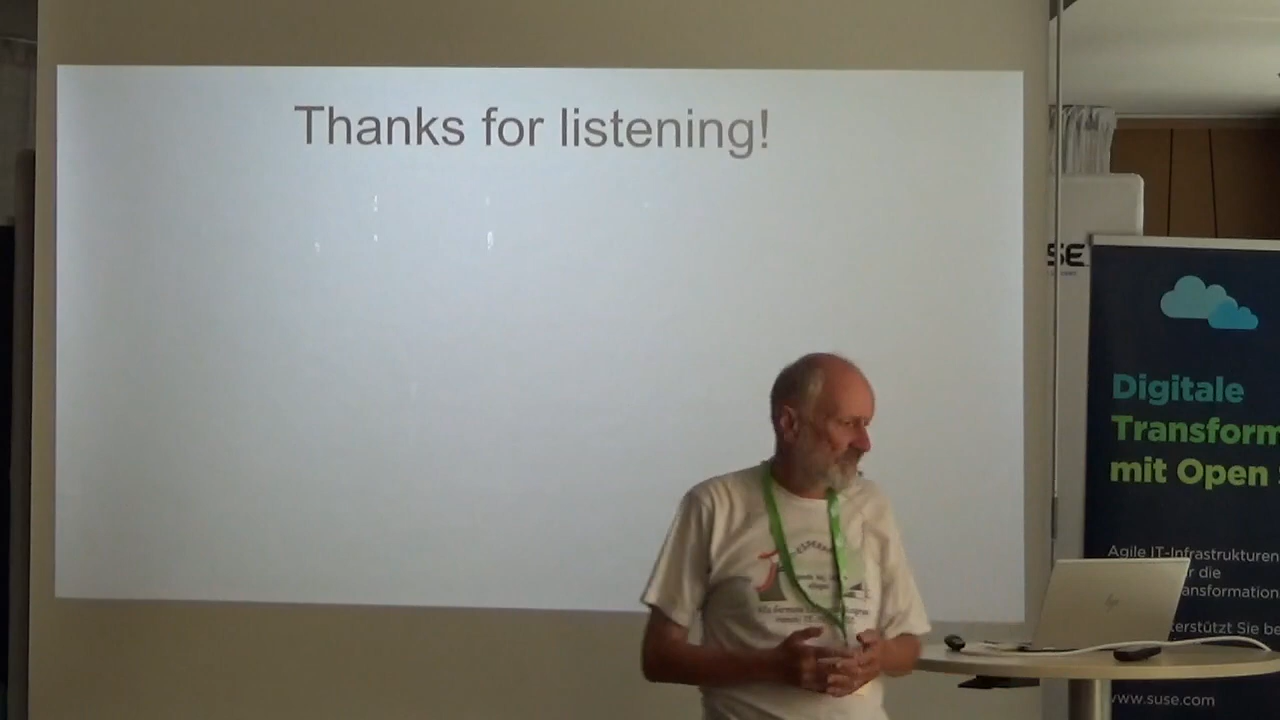 Thanks for listening!
SE
Digitale
Transform
mit Open
Agile IT-Infrastrukturen
r die
ansformation
erstützt Sie be
www.suse.com